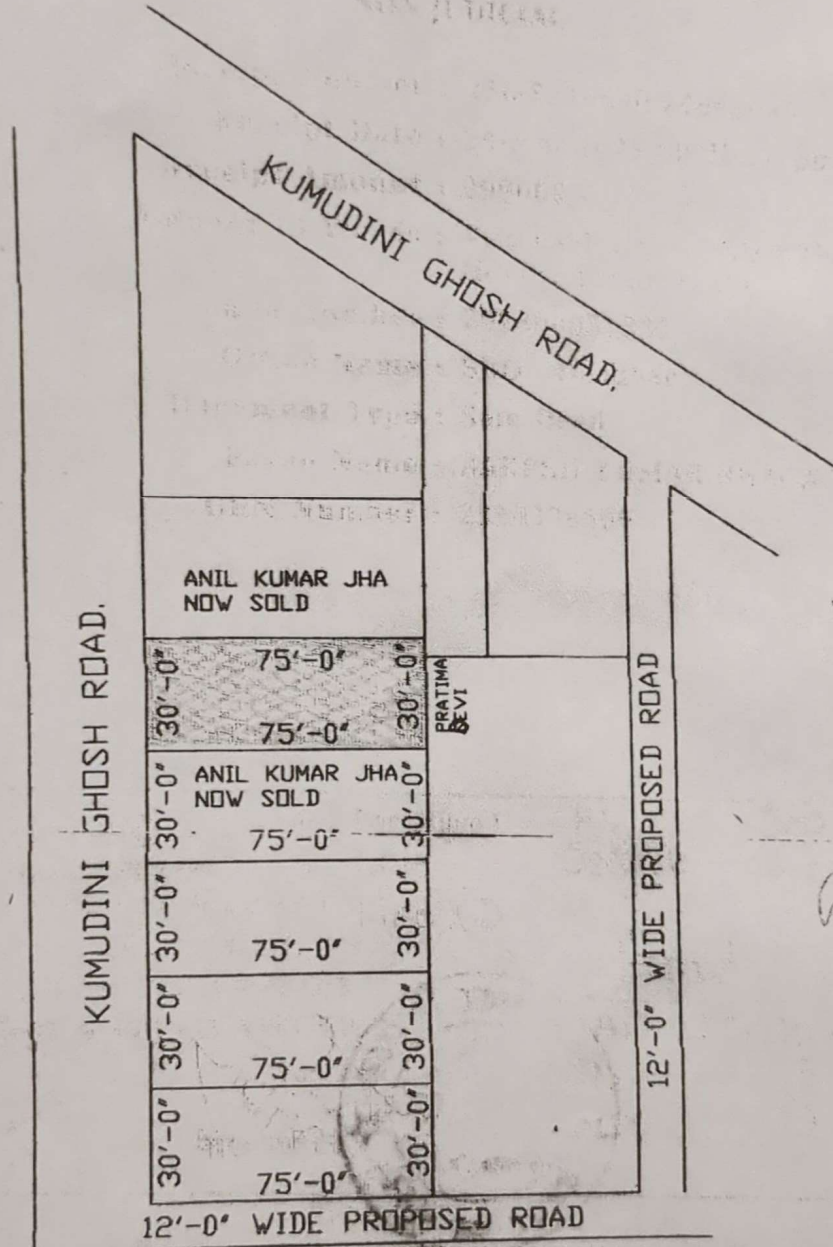 KUMUDINI GHOSH ROAD.
KUMUDINI GHOSH ROAD.
ANIL KUMAR JHA
NOW SOLD
75'-0"
30'-0"
30'-0"
75'-0"
PRATIMA
DEVI
ANIL KUMAR JHA
NOW SOLD
30'-0"
30'-0"
75'-0"
30'-0"
30'-0"
75'-0"
30'-0"
30'-0"
75'-0"
30'-0"
30'-0"
75'-0"
12'-0" WIDE PROPOSED ROAD
12'-0" WIDE PROPOSED ROAD